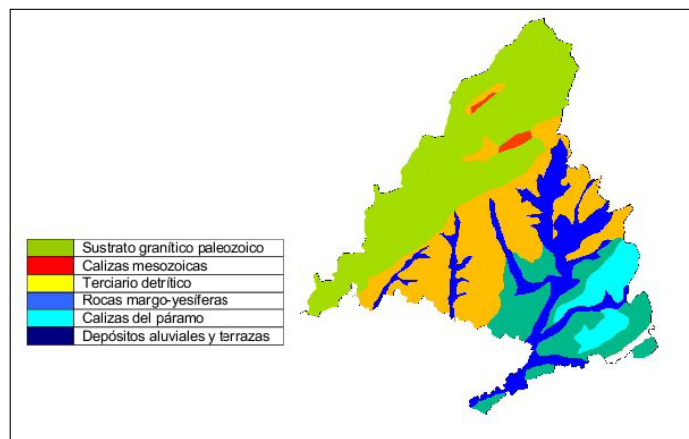 Sustrato granítico paleozoico
Calizas mesozoicas
Terciario detrítico
Rocas margo-yesíferas
Calizas del páramo
Depósitos aluviales y terrazas